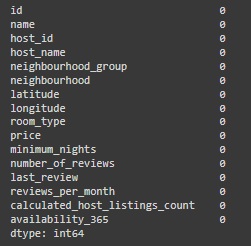 id 0
name 0
host_id 0
host_name 0
neighbourhood_group 0
neighbourhood 0
latitude 0
longitude 0
room_type 0
price 0
minimum_nights 0
number_of_reviews 0
last_review 0
reviews_per_month 0
calculated_host_listings_count 0
availability_365 0
dtype: int64